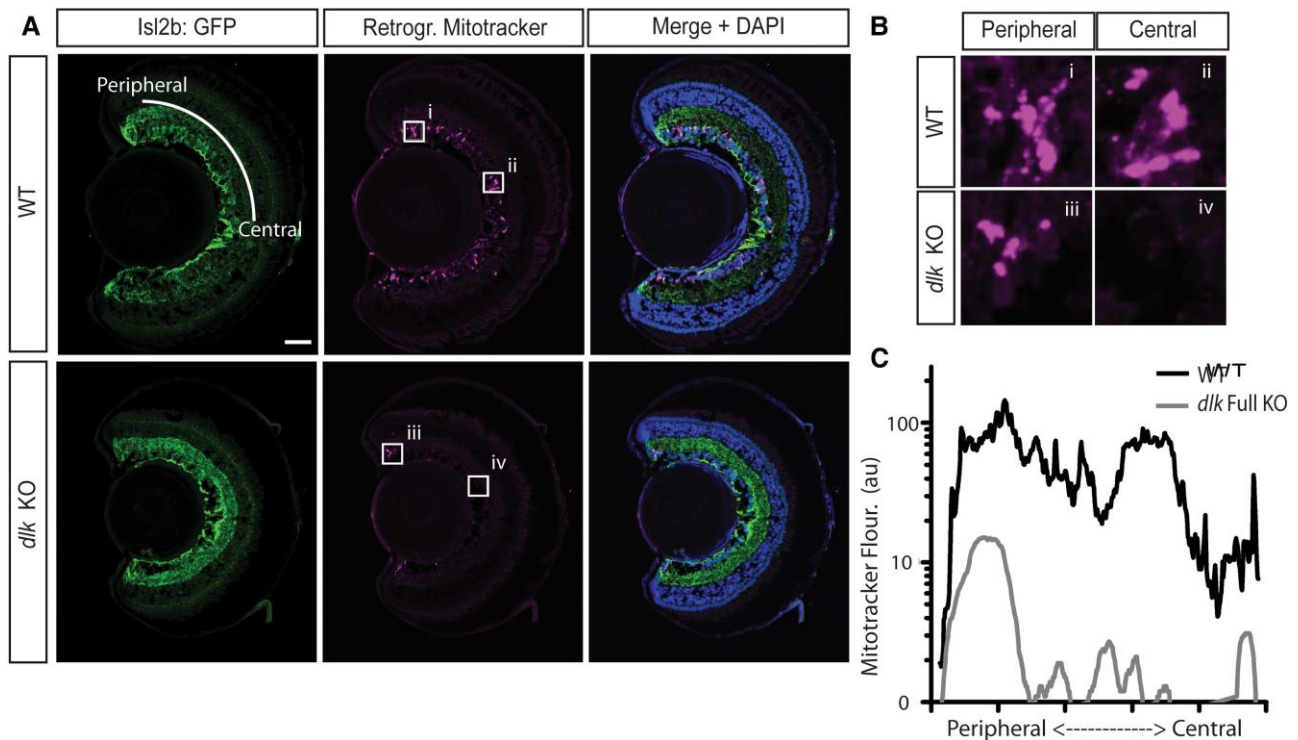 A
Isl2b: GFP
Retrogr. Mitotracker
Merge + DAPI
WT
Peripheral
Central
i
ii
dlk KO
iii
iv
B
Peripheral
Central
WT
i
ii
dlk KO
iii
iv
C
WT
dlk Full KO
Mitotracker Flour. (au)
100
10
0
Peripheral <------------> Central